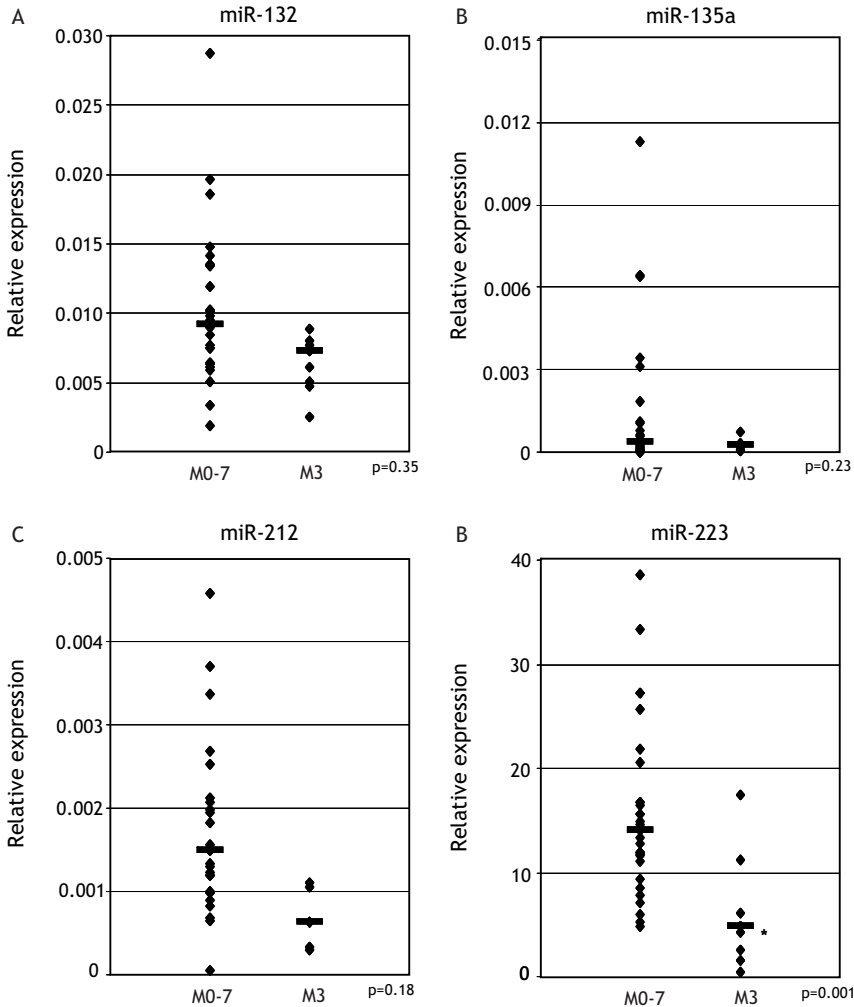 A
miR-132
Relative expression
0.030
0.025
0.020
0.015
0.010
0.005
0
M0-7
M3
p=0.35
B
miR-135a
Relative expression
0.015
0.012
0.009
0.006
0.003
0
M0-7
M3
p=0.23
C
miR-212
Relative expression
0.005
0.004
0.003
0.002
0.001
0
M0-7
M3
p=0.18
B
miR-223
Relative expression
40
30
20
10
0
*
M0-7
M3
p=0.001